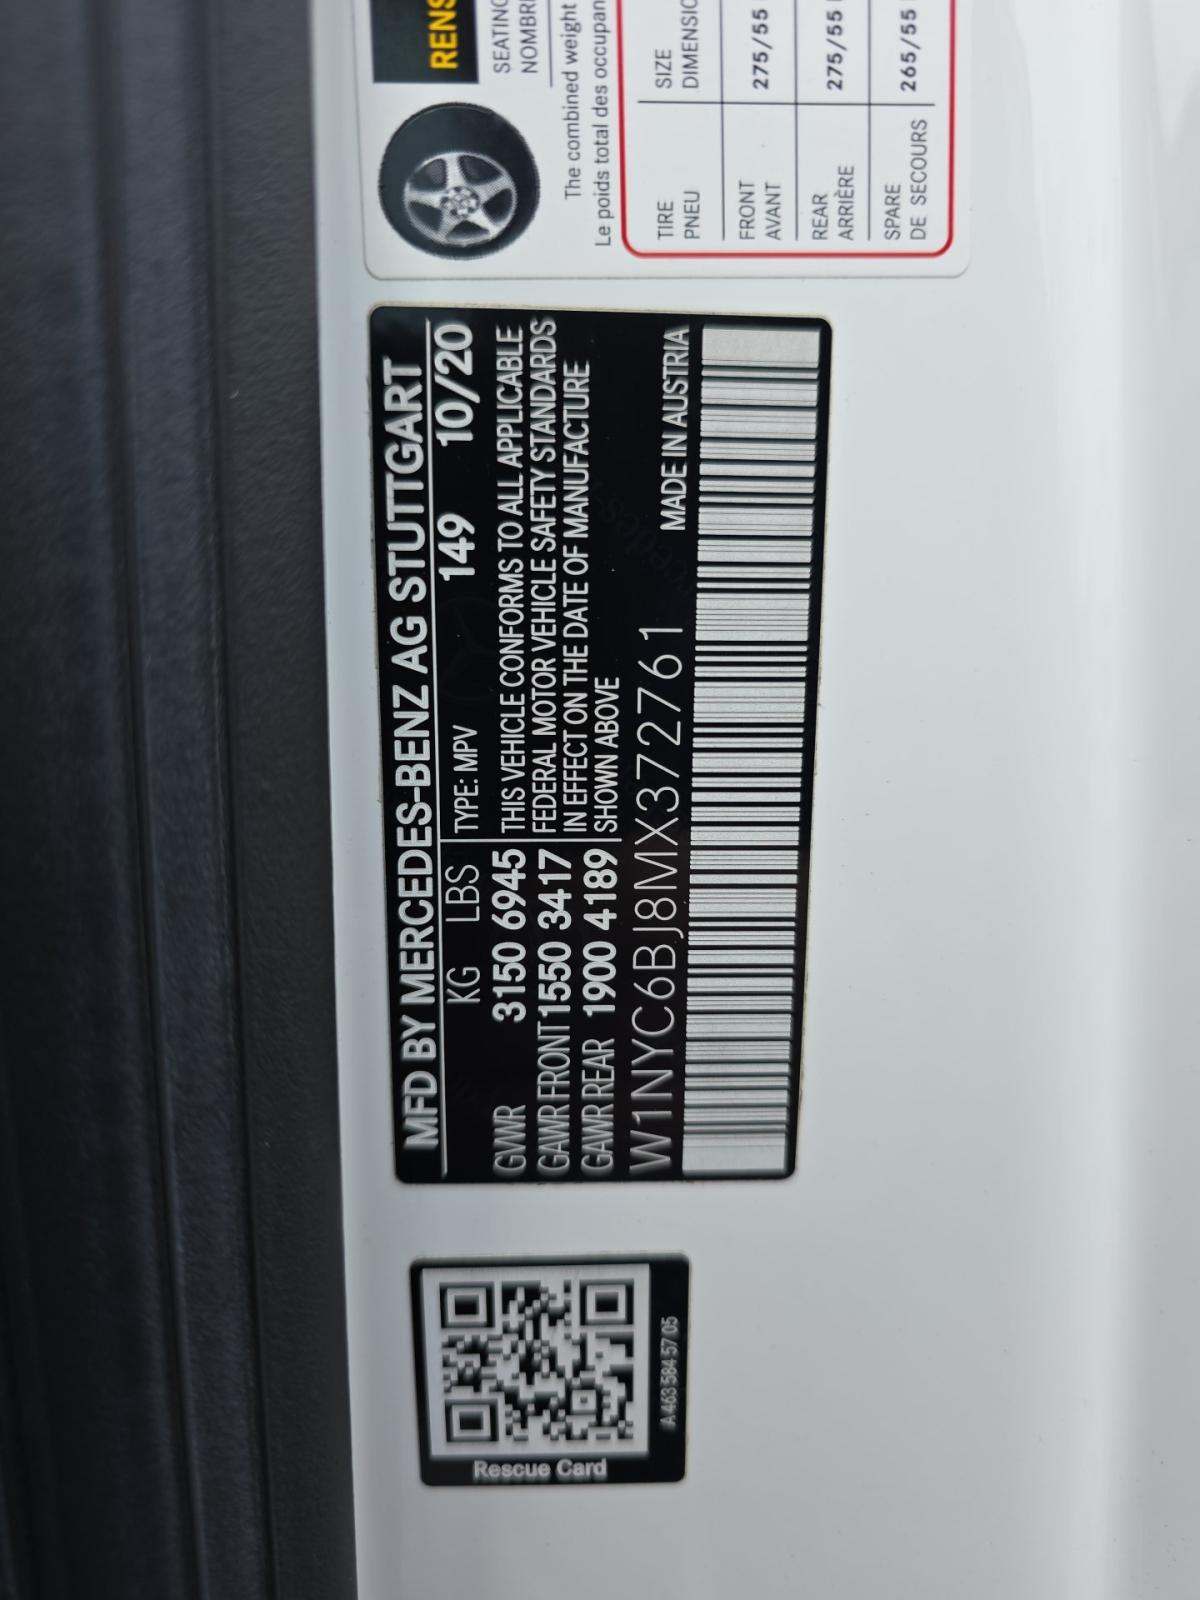 RENS
SEATING
NOMBRE
The combined weight
Le poids total des occupan
TIRE SIZE
PNEU DIMENSIO
FRONT 275/55
AVANT
REAR 275/55
ARRIÈRE
SPARE 265/55
DE SECOURS
MFD BY MERCEDES-BENZ AG STUTTGART
KG LBS TYPE: MPV 149 10/20
GVWR 3150 6945 THIS VEHICLE CONFORMS TO ALL APPLICABLE
GAWR FRONT 1550 3417 FEDERAL MOTOR VEHICLE SAFETY STANDARDS
GAWR REAR 1900 4189 IN EFFECT ON THE DATE OF MANUFACTURE
SHOWN ABOVE
W1NYC6BJ8MX372761 MADE IN AUSTRIA
Rescue Card
A 463 584 57 05